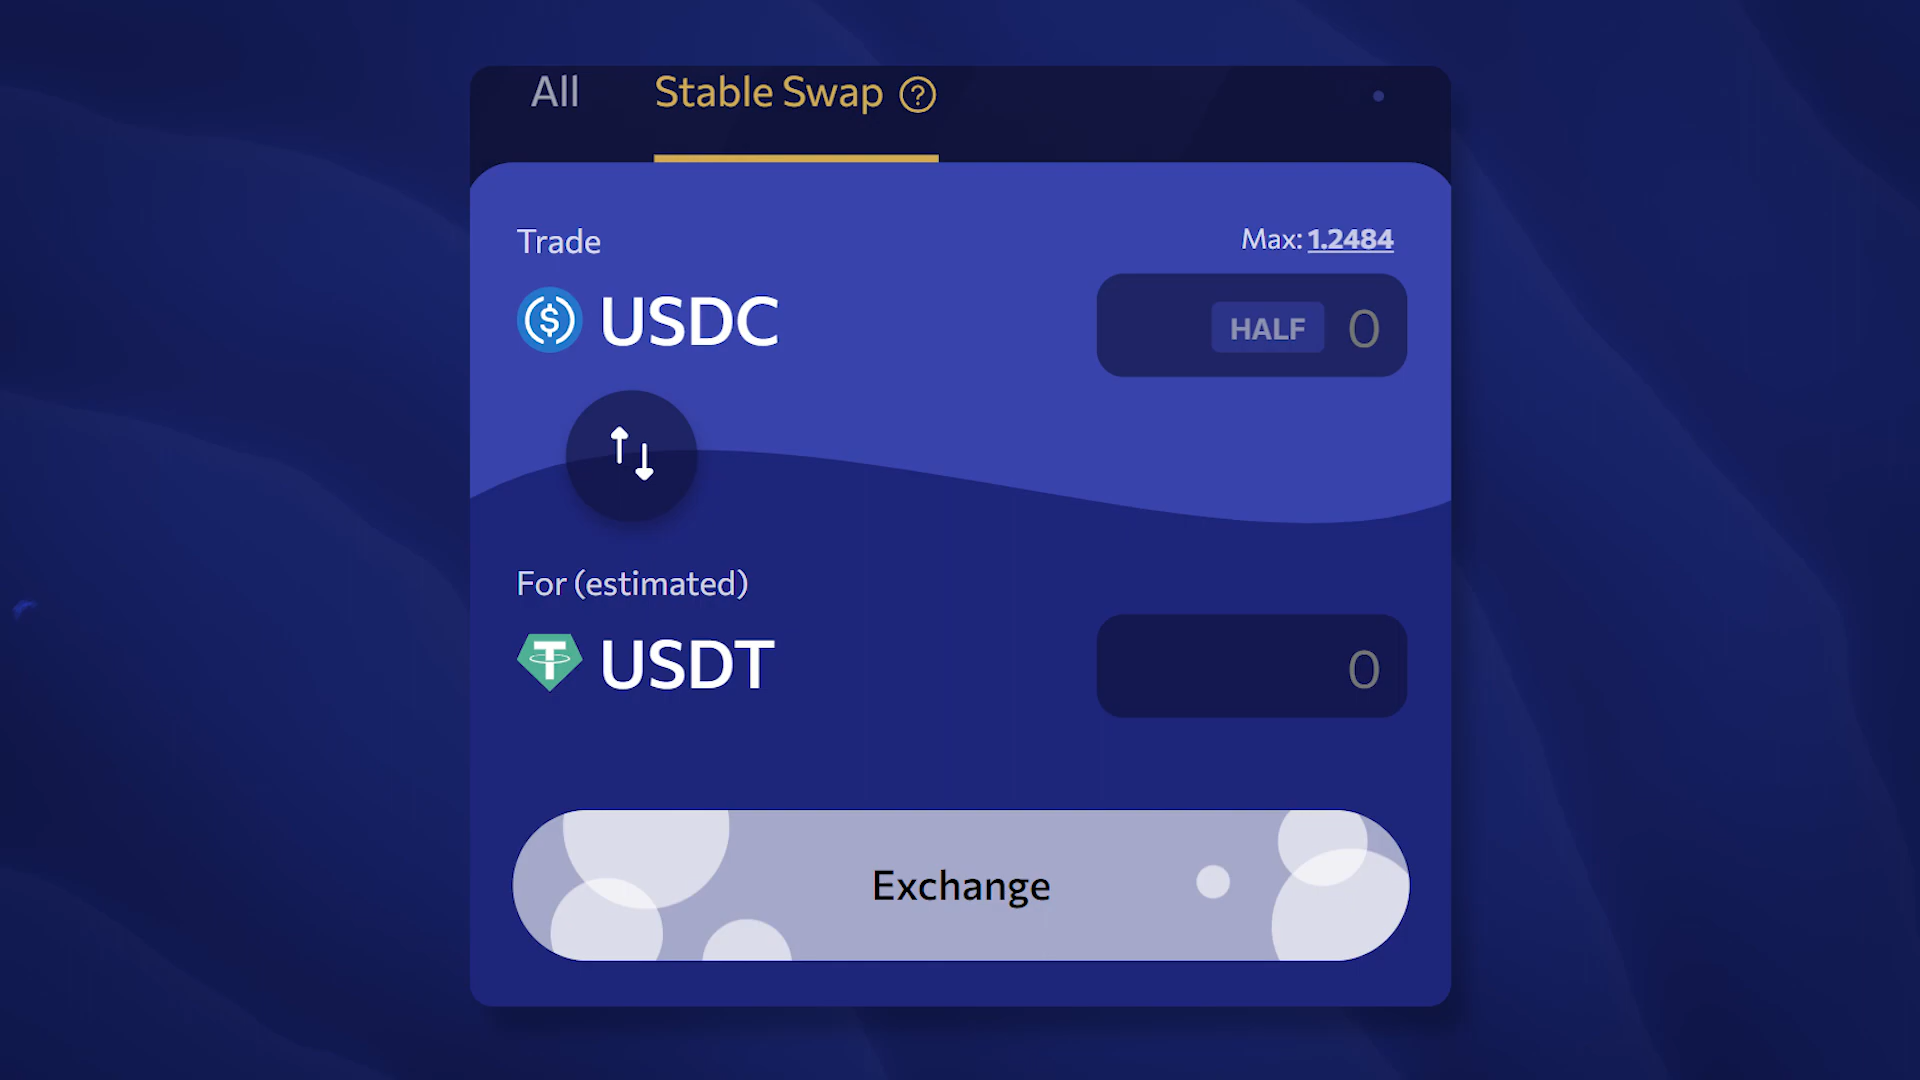 All
Stable Swap ?
Trade
Max: 1.2484
$ USDC
HALF 0
For (estimated)
T USDT
0
Exchange